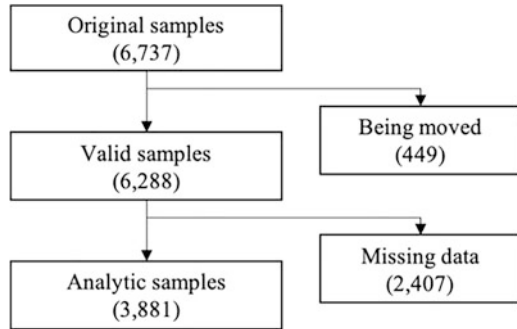 Original samples
(6,737)
Being moved
(449)
Valid samples
(6,288)
Missing data
(2,407)
Analytic samples
(3,881)